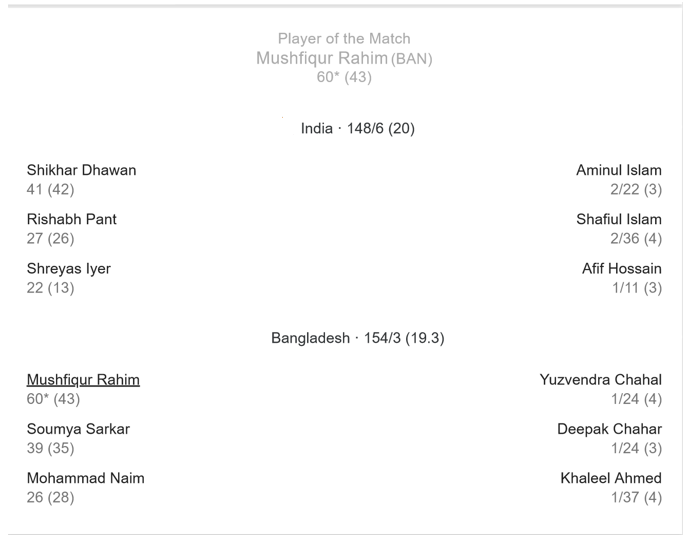 Player of the Match
Mushfiqur Rahim (BAN)
60* (43)
India · 148/6 (20)
Shikhar Dhawan Aminul Islam
41 (42) 2/22 (3)
Rishabh Pant Shafiul Islam
27 (26) 2/36 (4)
Shreyas Iyer Afif Hossain
22 (13) 1/11 (3)
Bangladesh · 154/3 (19.3)
Mushfiqur Rahim Yuzvendra Chahal
60* (43) 1/24 (4)
Soumya Sarkar Deepak Chahar
39 (35) 1/24 (3)
Mohammad Naim Khaleel Ahmed
26 (28) 1/37 (4)